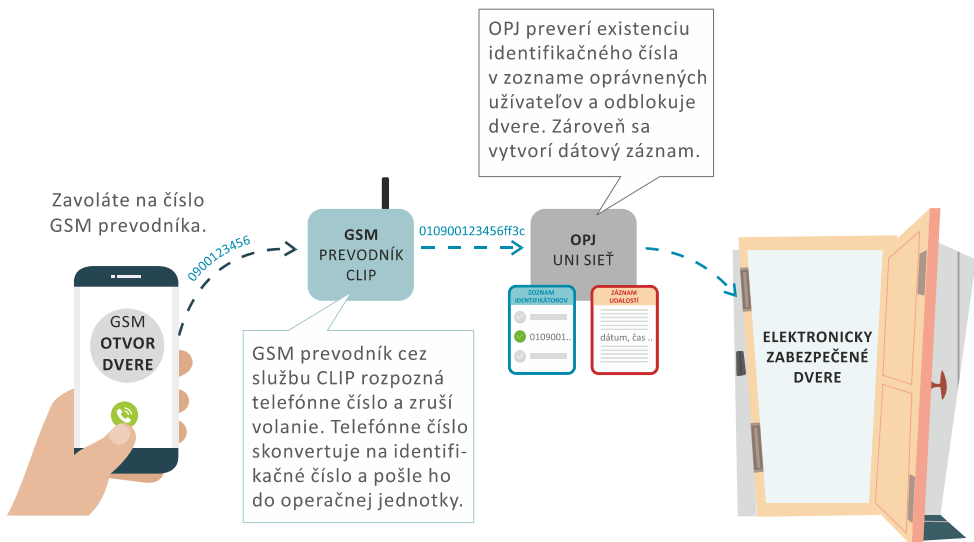 Zavoláte na číslo
GSM prevodníka.
GSM
OTVOR
DVERE
0900123456
GSM
PREVODNÍK
CLIP
GSM prevodník cez
službu CLIP rozpozná
telefónne číslo a zruší
volanie. Telefónne číslo
skonvertuje na identifi-
kačné číslo a pošle ho
do operačnej jednotky.
010900123456ff3c
OPJ preverí existenciu
identifikačného čísla
v zozname oprávnených
užívateľov a odblokuje
dvere. Zároveň sa
vytvorí dátový záznam.
OPJ
UNI SIEŤ
ZOZNAM
IDENTIFIKÁTOROV
0109001..
ZÁZNAM
UDALOSTÍ
dátum, čas ..
ELEKTRONICKY
ZABEZPEČENÉ
DVERE